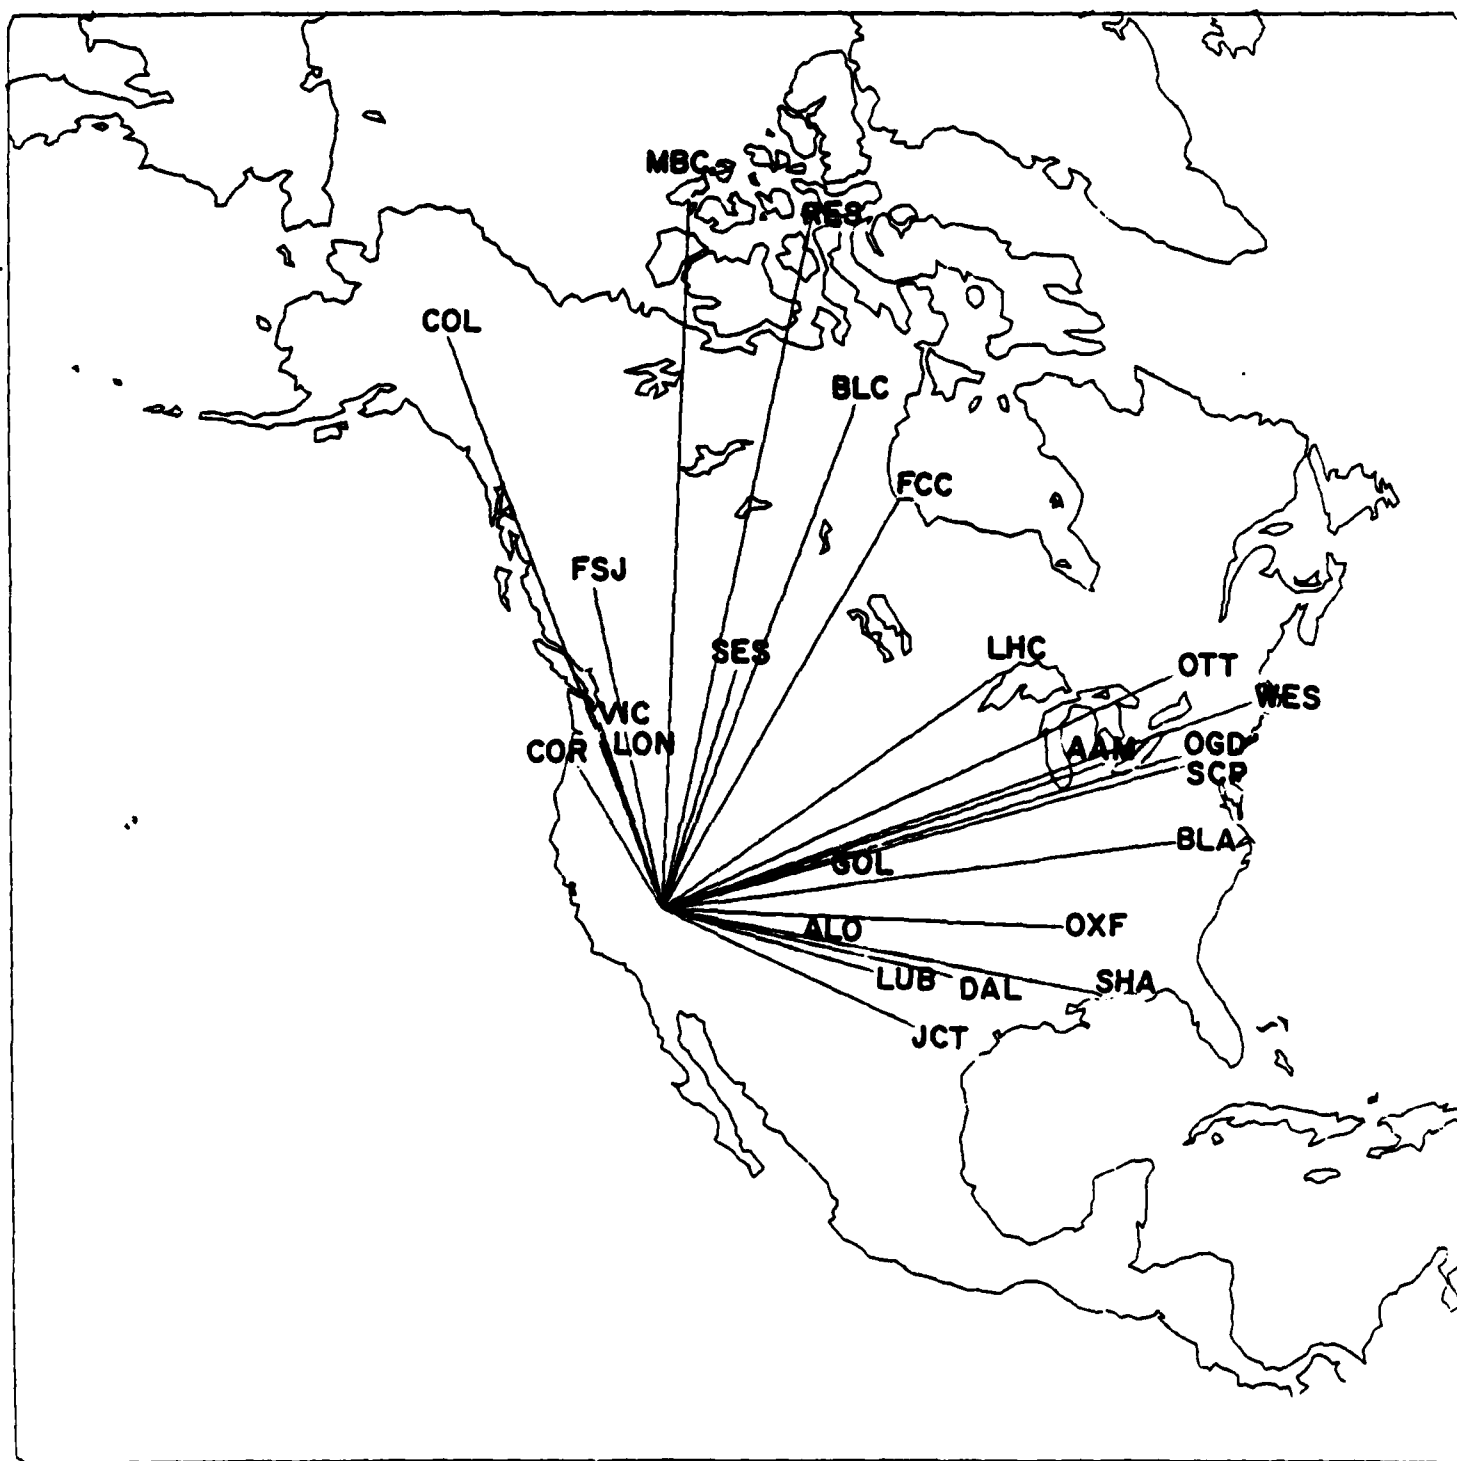 MBC
RES
COL
BLC
FCC
FSJ
SES
LHC
OTT
WES
VIC
COR
LON
AAM
OGD
SCP
BLA
GOL
OXF
ALO
LUB
DAL
SHA
JCT